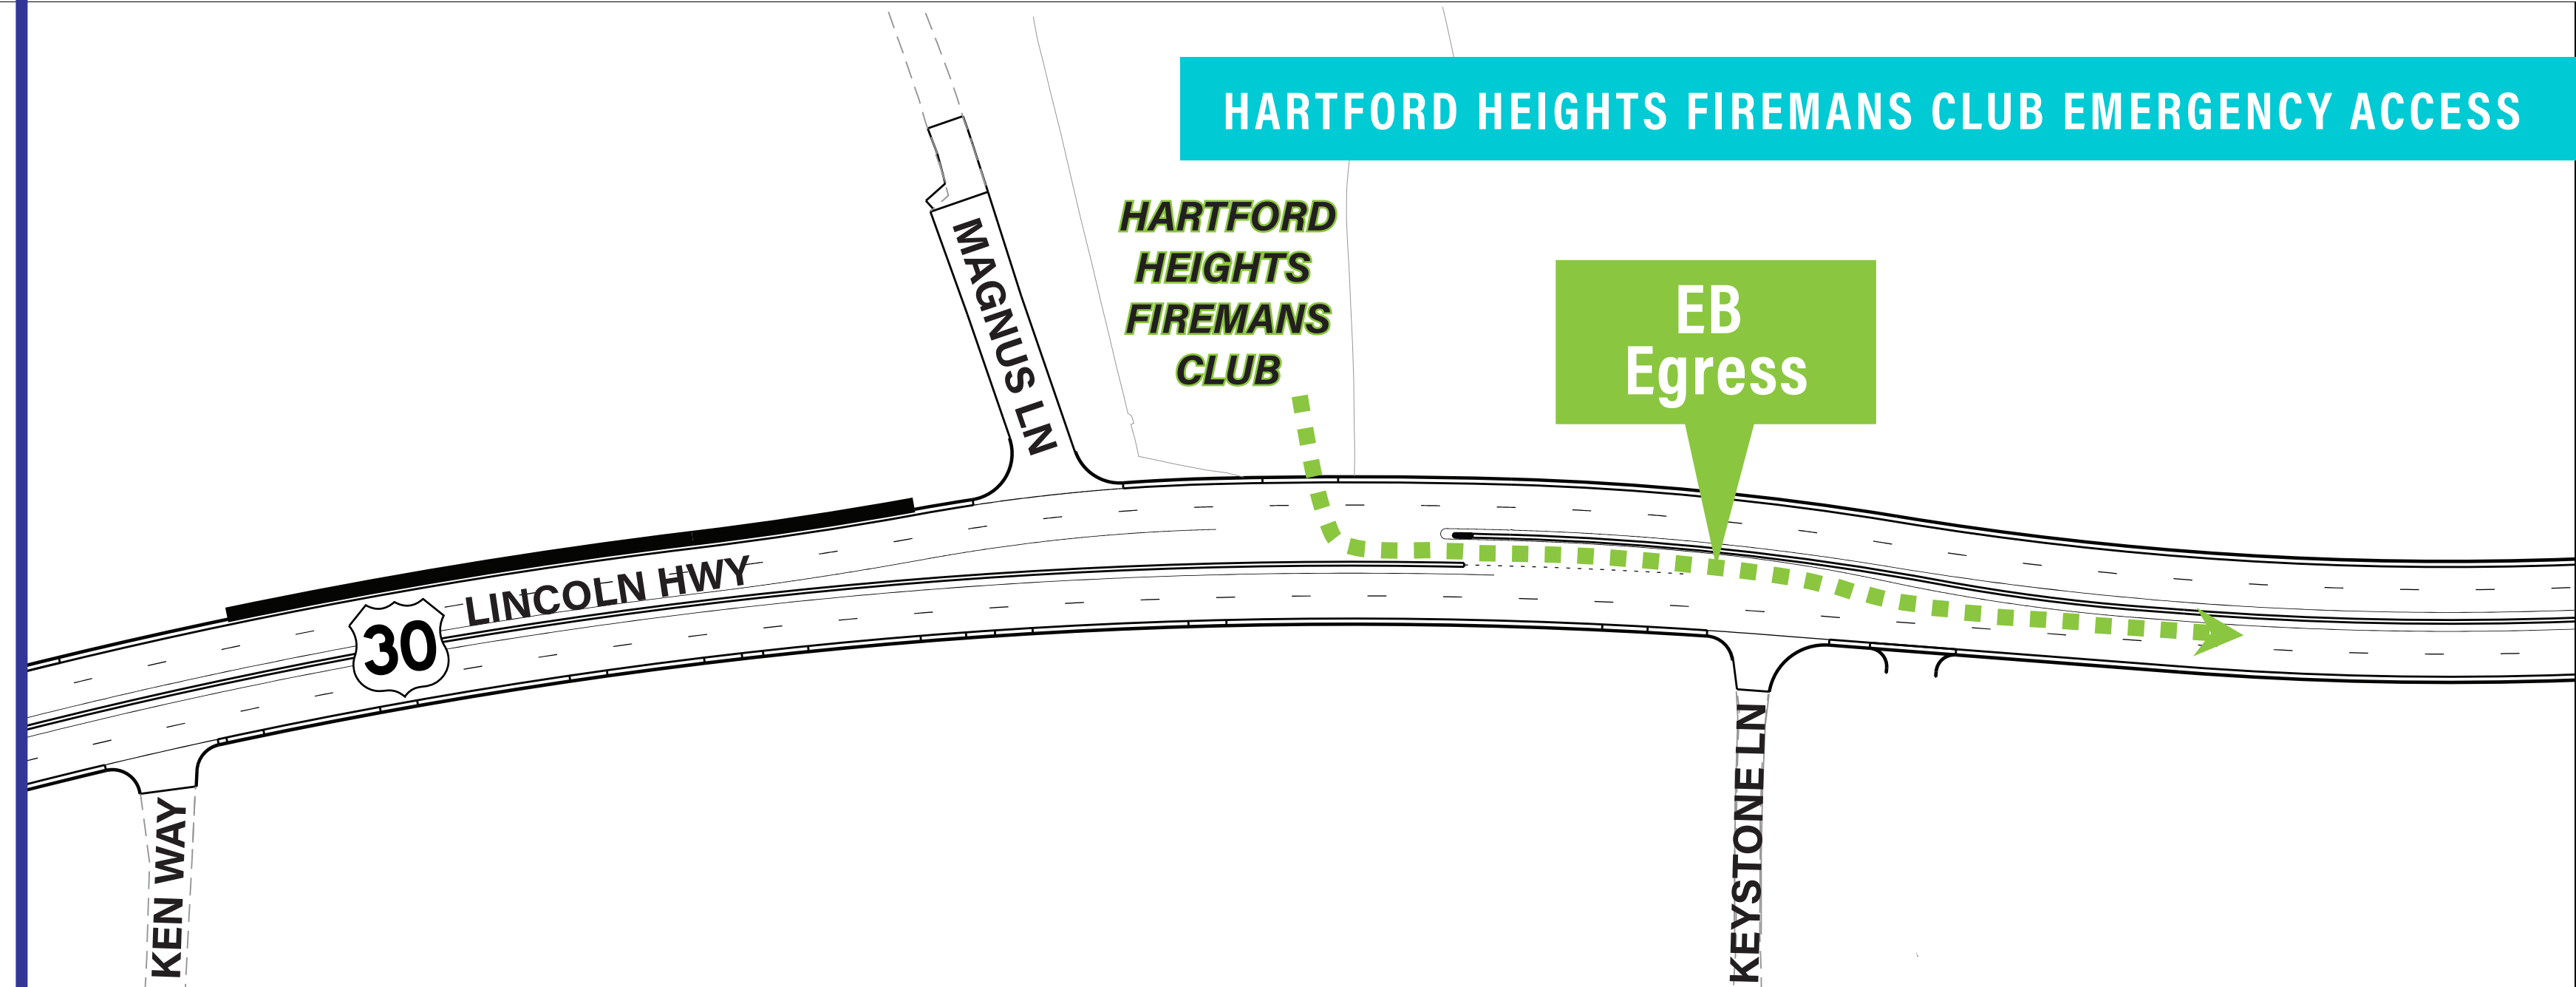 HARTFORD HEIGHTS FIREMANS CLUB EMERGENCY ACCESS
HARTFORD
HEIGHTS
FIREMANS
CLUB
EB
Egress
MAGNUS LN
LINCOLN HWY
30
KEN WAY
KEYSTONE LN